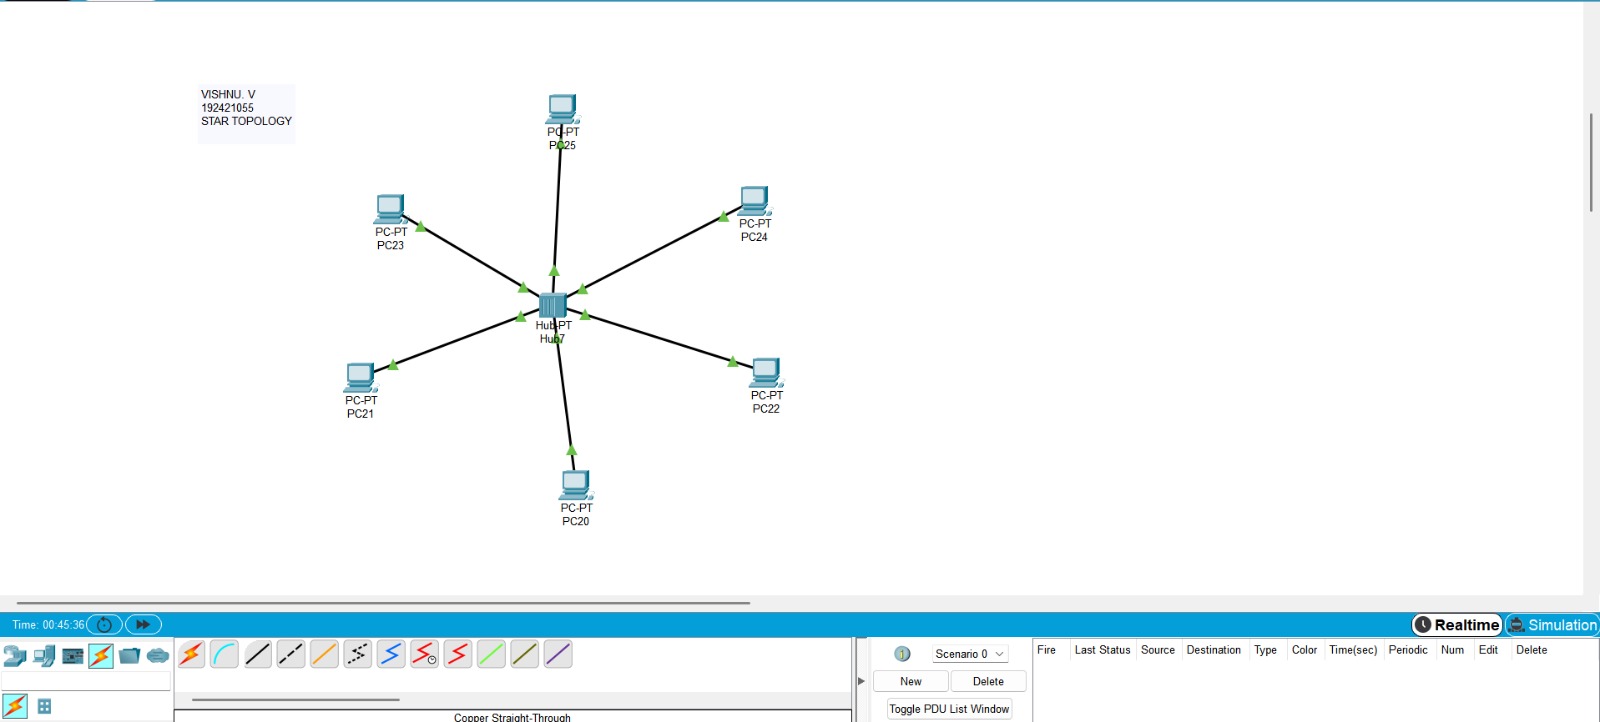 VISHNU. V
192421055
STAR TOPOLOGY
PC-PT
PC25
PC-PT
PC23
PC-PT
PC24
Hub-PT
Hub7
PC-PT
PC21
PC-PT
PC22
PC-PT
PC20
Time: 00:45:36
Realtime
Simulation
Scenario 0
New
Delete
Toggle PDU List Window
Fire Last Status Source Destination Type Color Time(sec) Periodic Num Edit Delete
Copper Straight-Through